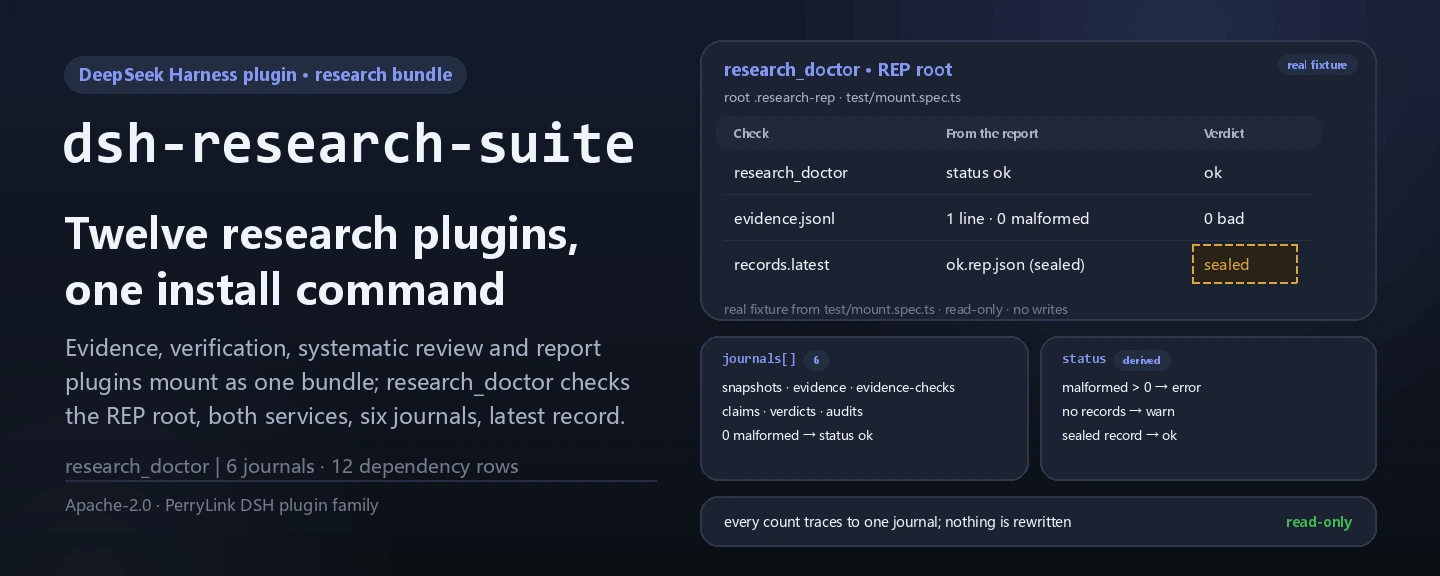 DeepSeek Harness plugin • research bundle
dsh-research-suite
Twelve research plugins,
one install command
Evidence, verification, systematic review and report
plugins mount as one bundle; research_doctor checks
the REP root, both services, six journals, latest record.
research_doctor | 6 journals · 12 dependency rows
Apache-2.0 · PerryLink DSH plugin family
research_doctor • REP root
real fixture
root .research-rep · test/mount.spec.ts
Check From the report Verdict
research_doctor status ok ok
evidence.jsonl 1 line · 0 malformed 0 bad
records.latest ok.rep.json (sealed) sealed
real fixture from test/mount.spec.ts · read-only · no writes
journals[] 6
snapshots · evidence · evidence-checks
claims · verdicts · audits
0 malformed → status ok
status derived
malformed > 0 → error
no records → warn
sealed record → ok
every count traces to one journal; nothing is rewritten
read-only